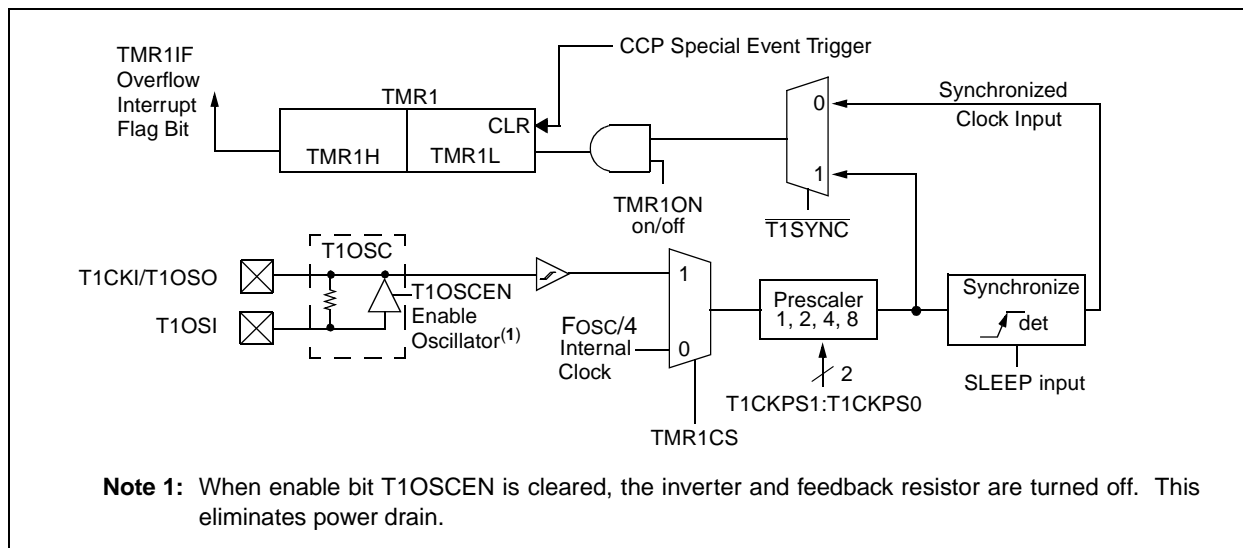 TMR1IF
Overflow
Interrupt
Flag Bit
CCP Special Event Trigger
TMR1
CLR
TMR1H
TMR1L
TMR1ON
on/off
0
1
T1SYNC
Synchronized
Clock Input
T1OSC
T1CKI/T1OSO
T1OSI
T1OSCEN
Enable
Oscillator(1)
FOSC/4
Internal
Clock
1
0
TMR1CS
Prescaler
1, 2, 4, 8
2
T1CKPS1:T1CKPS0
Synchronize
det
SLEEP input
Note 1: When enable bit T1OSCEN is cleared, the inverter and feedback resistor are turned off. This
eliminates power drain.